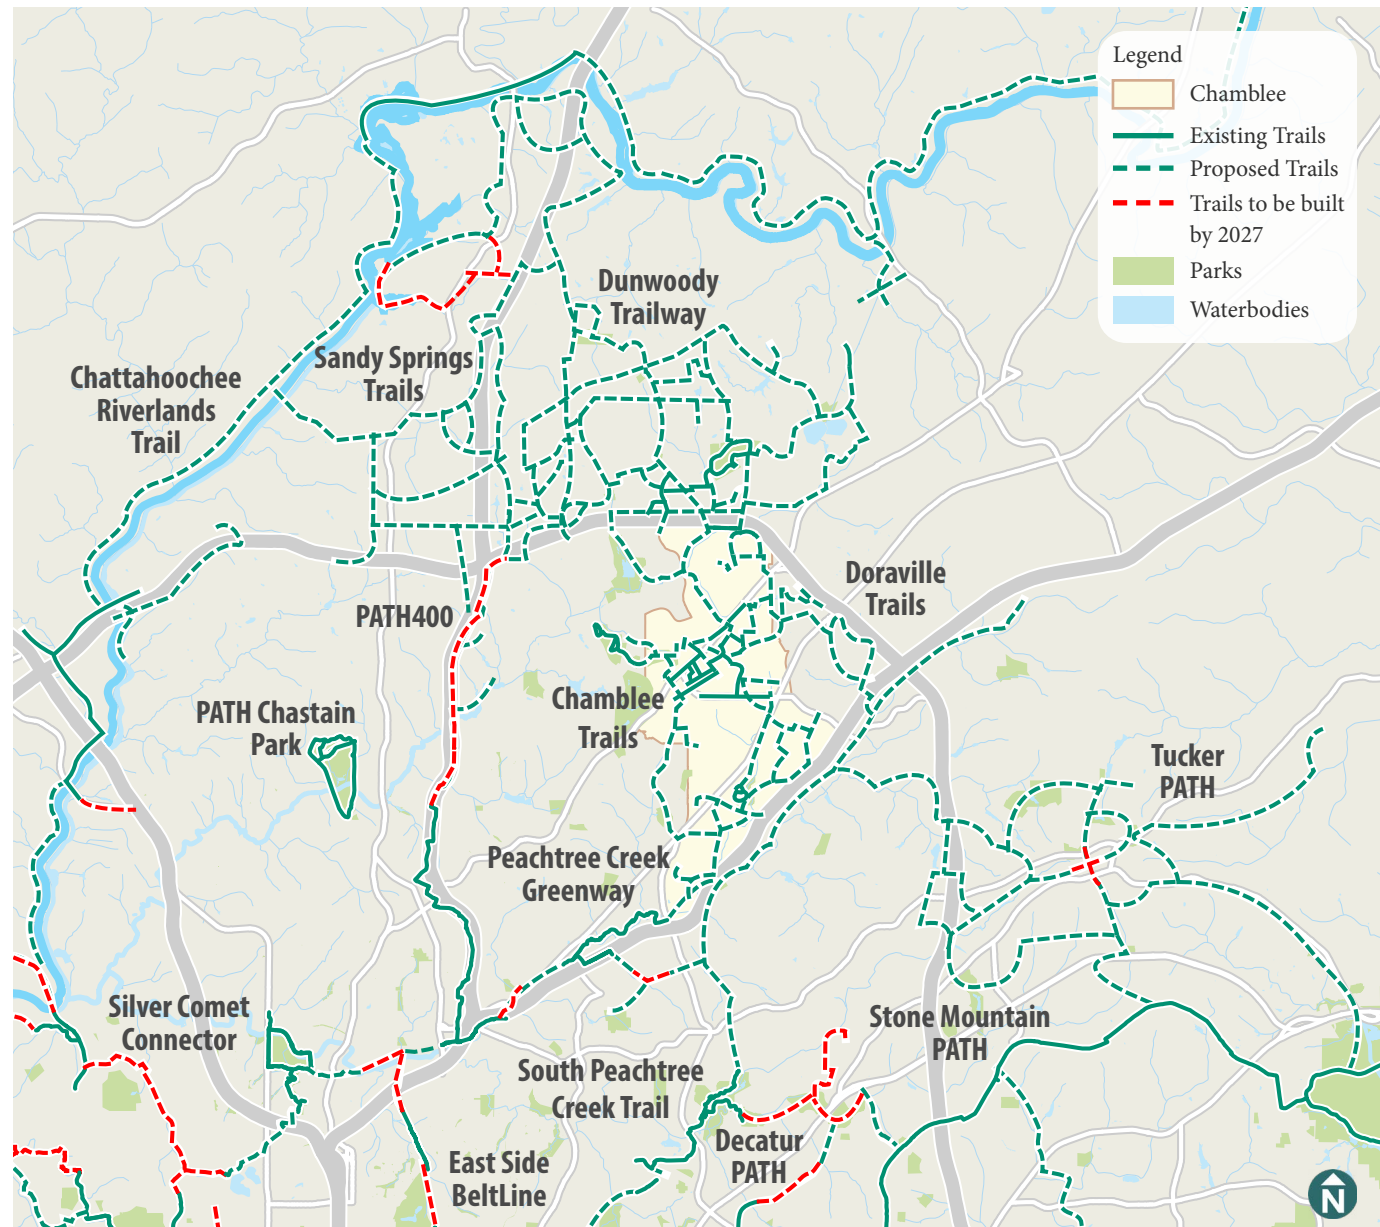 Legend
Chamblee
Existing Trails
Proposed Trails
Trails to be built
by 2027
Parks
Waterbodies
Dunwoody
Trailway
Sandy Springs
Trails
Chattahoochee
Riverlands
Trail
Doraville
Trails
PATH400
Chamblee
Trails
PATH Chastain
Park
Tucker
PATH
Peachtree Creek
Greenway
Silver Comet
Connector
Stone Mountain
PATH
South Peachtree
Creek Trail
Decatur
PATH
East Side
BeltLine
N